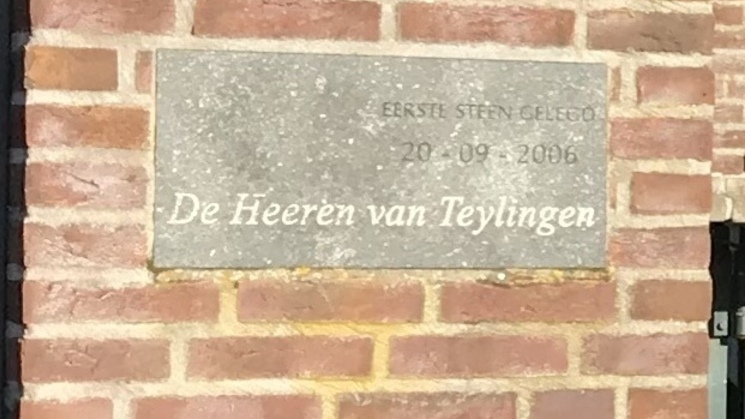 EERSTE STEEN GELEGD
20 - 09 - 2006
De Heeren van Teylingen